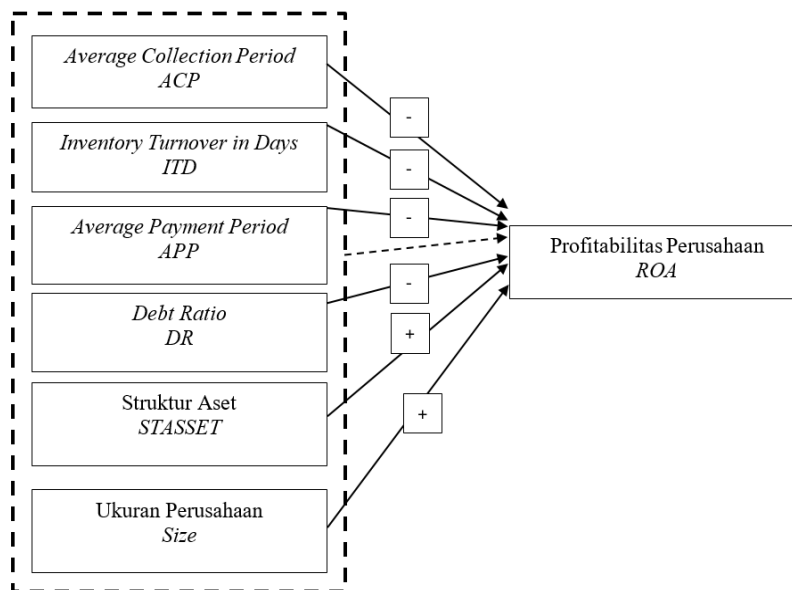 Average Collection Period
ACP
-
Inventory Turnover in Days
ITD
-
Average Payment Period
APP
-
Profitabilitas Perusahaan
ROA
Debt Ratio
DR
-
+
Struktur Aset
STASSET
+
Ukuran Perusahaan
Size